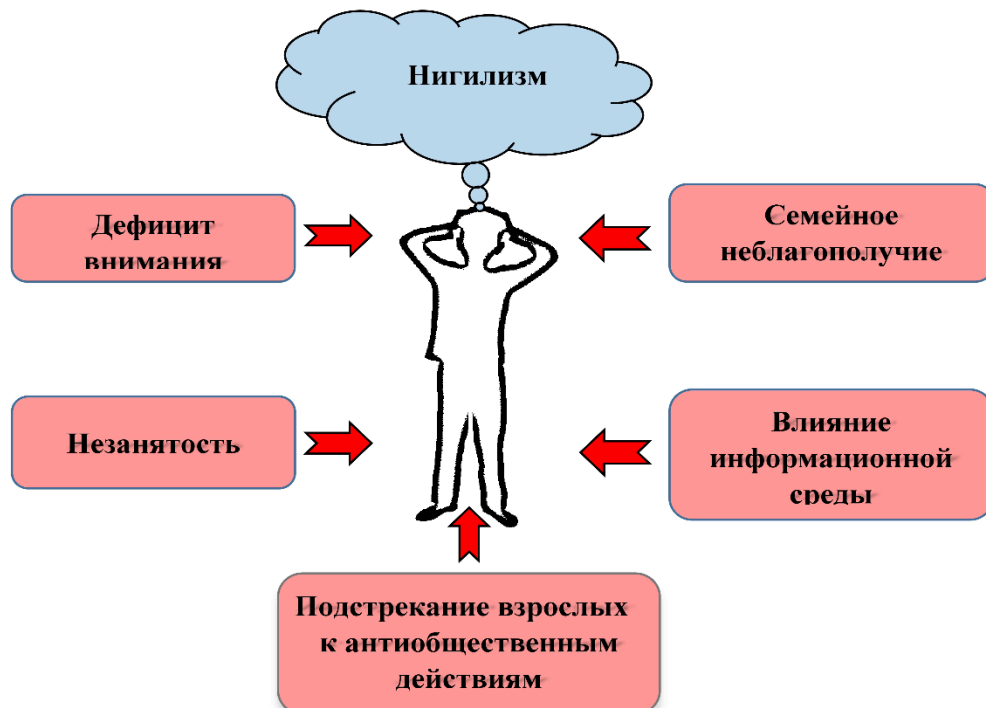 Нигилизм
Дефицит
внимания
Семейное
неблагополучие
Незанятость
Влияние
информационной
среды
Подстрекание взрослых
к антиобщественным
действиям